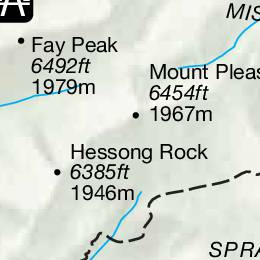 A
MIS
Fay Peak
6492ft
1979m
Mount Pleas
6454ft
1967m
Hessong Rock
6385ft
1946m
SPRA